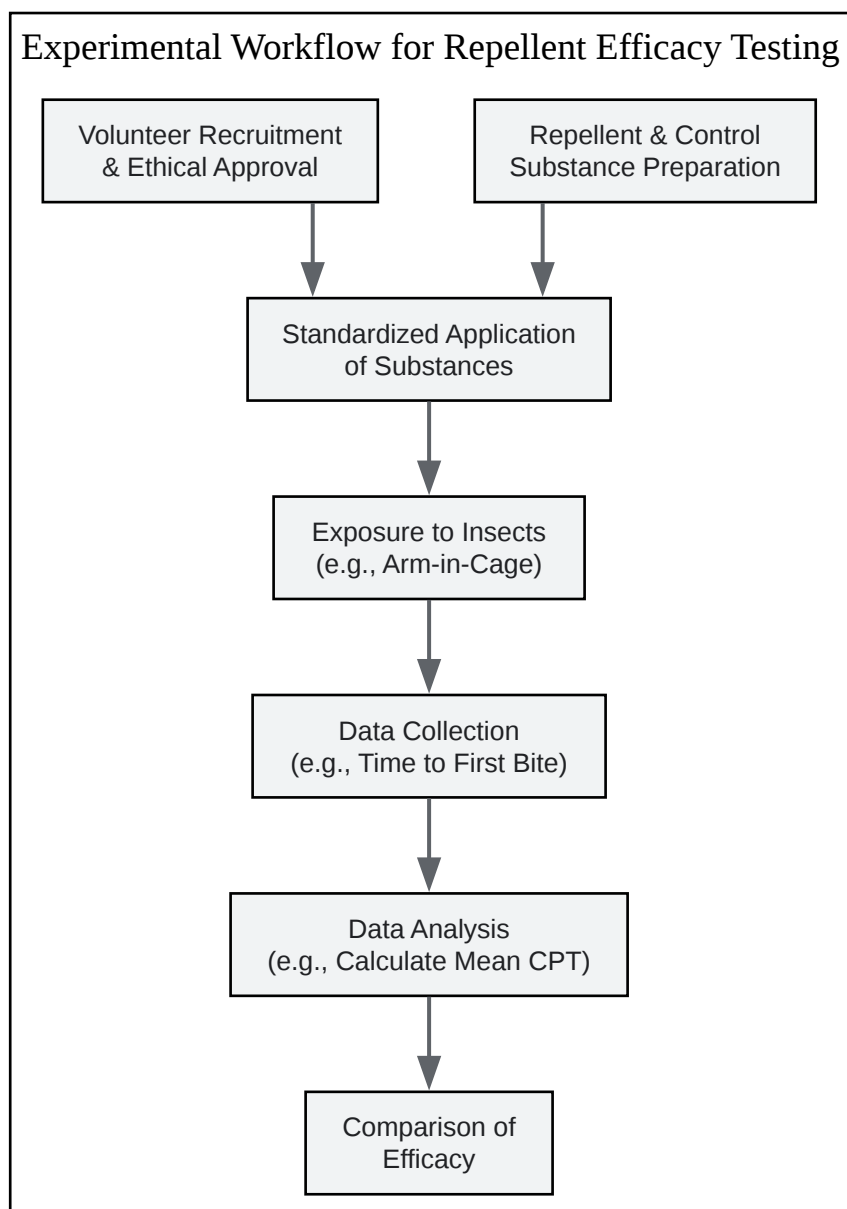 Experimental Workflow for Repellent Efficacy Testing
Volunteer Recruitment
& Ethical Approval
Repellent & Control
Substance Preparation
Standardized Application
of Substances
Exposure to Insects
(e.g., Arm-in-Cage)
Data Collection
(e.g., Time to First Bite)
Data Analysis
(e.g., Calculate Mean CPT)
Comparison of
Efficacy